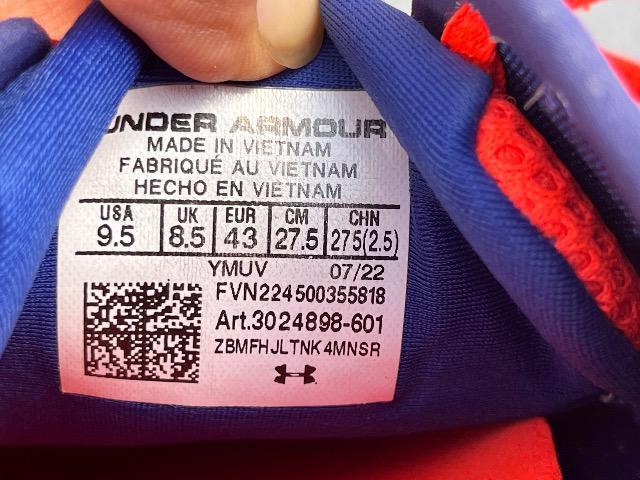 UNDER ARMOUR
MADE IN VIETNAM
FABRIQUÉ AU VIETNAM
HECHO EN VIETNAM
USA UK EUR CM CHN
9.5 8.5 43 27.5 275(2.5)
YMUV 07/22
FVN224500355818
Art.3024898-601
ZBMFHJLTNK4MNSR